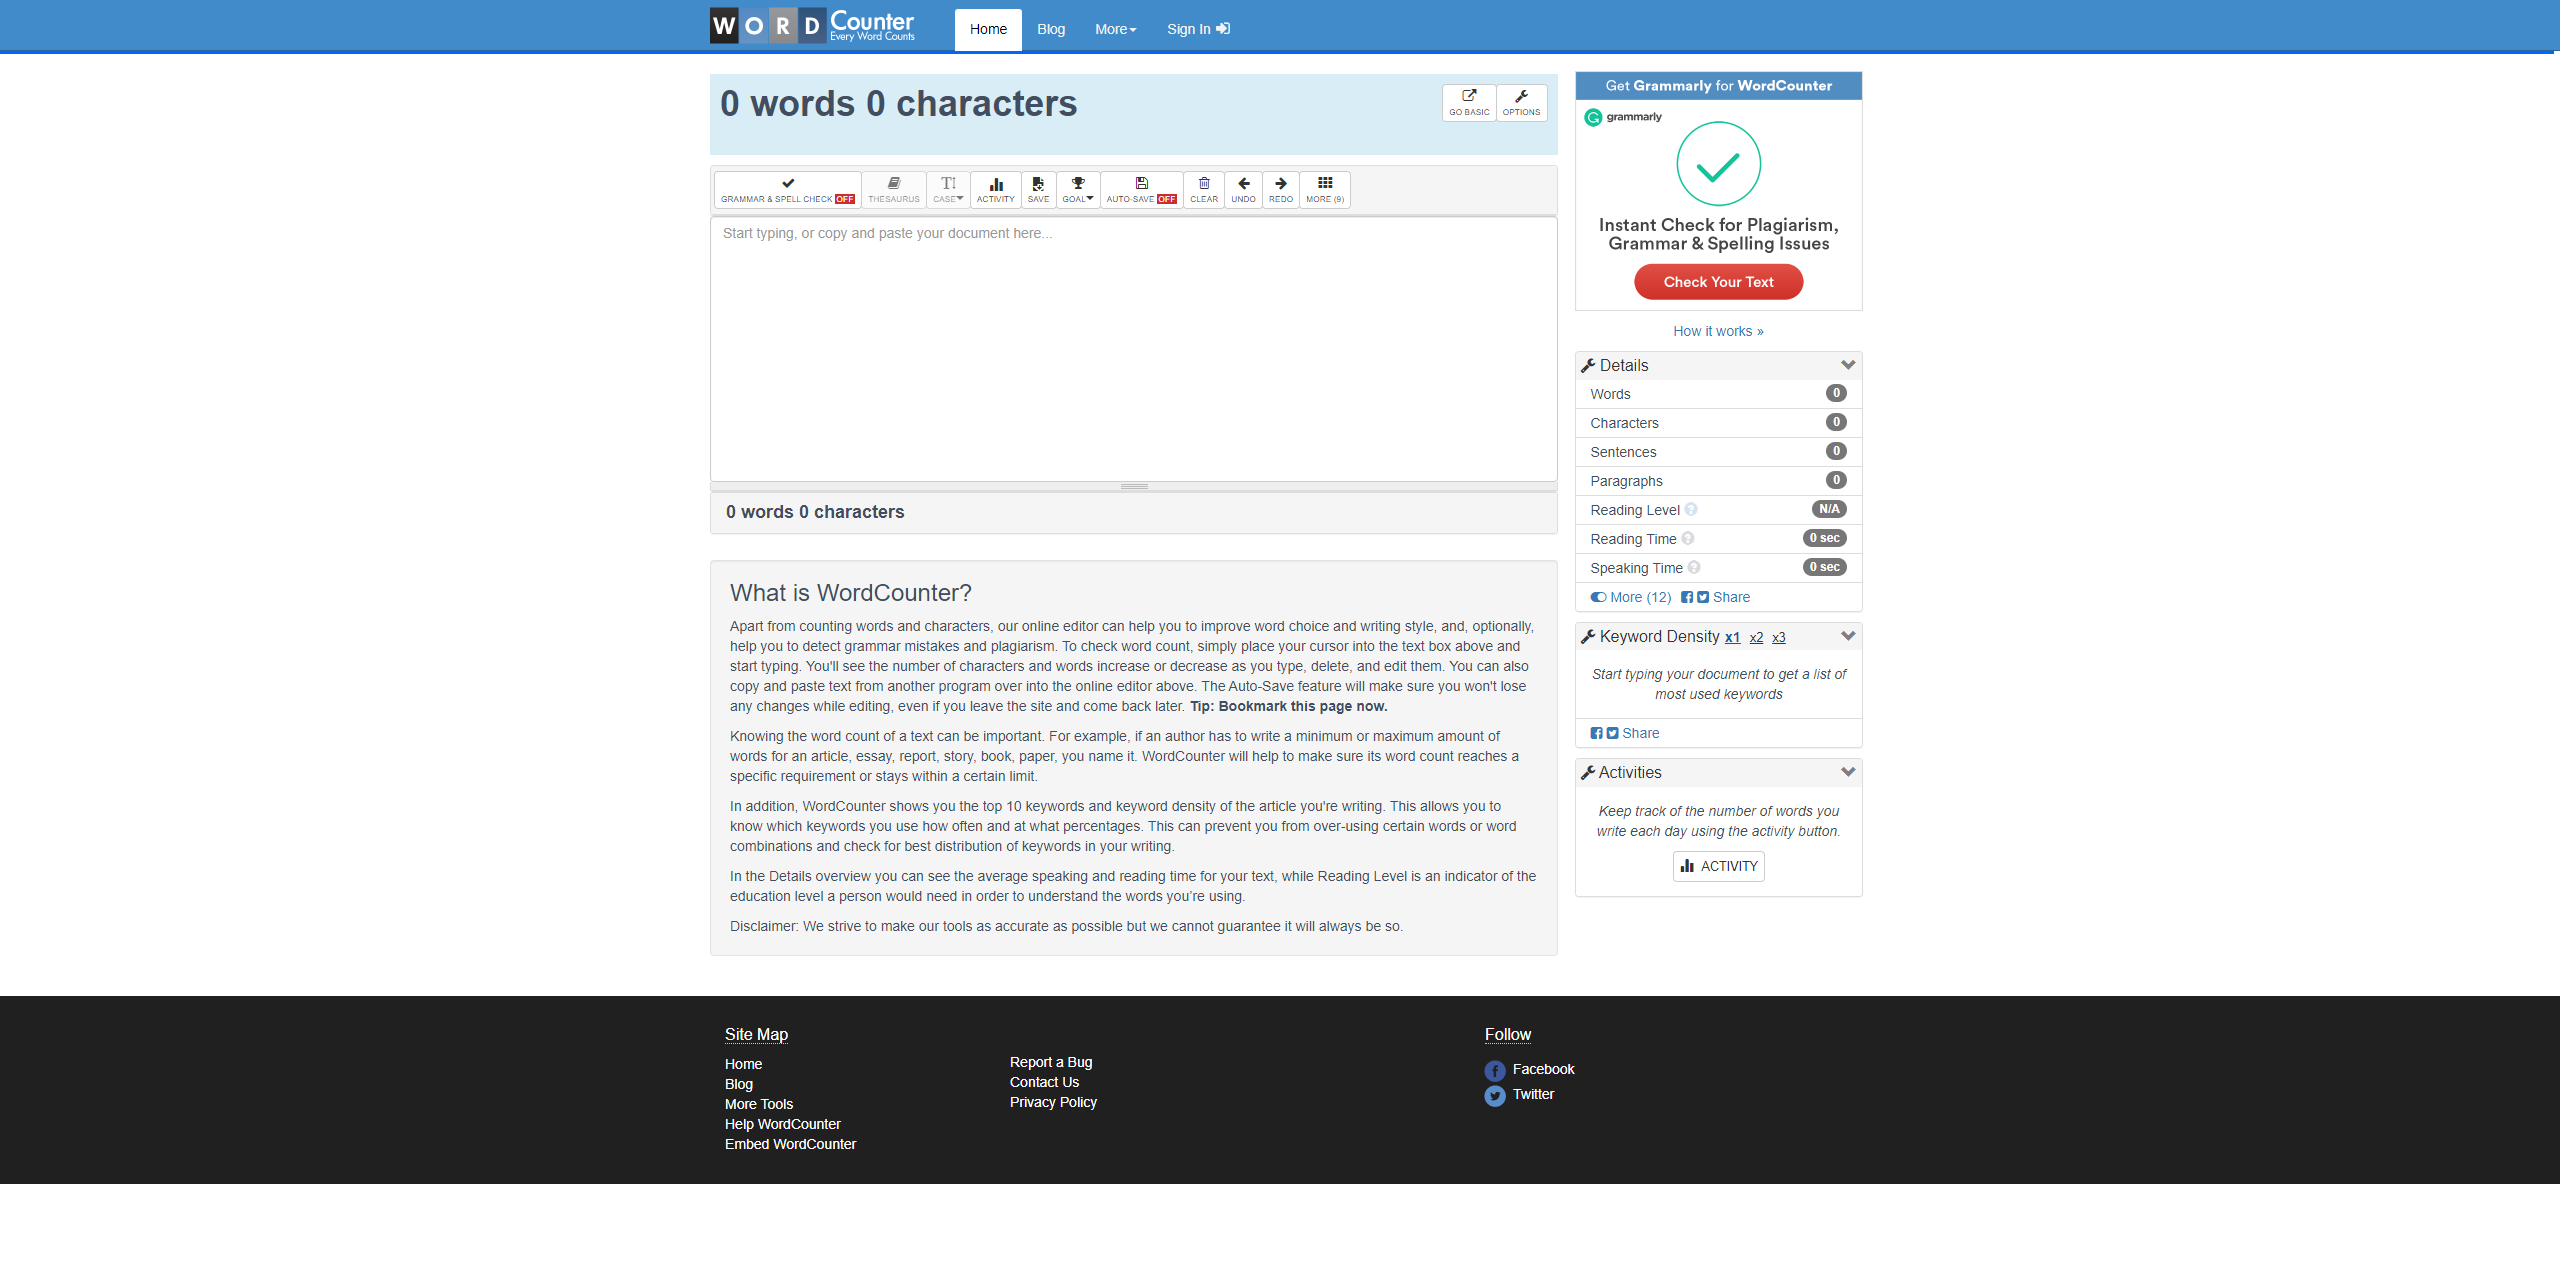 WORD Counter
Every Word Counts
Home
Blog
More
Sign In
0 words 0 characters
GO BASIC
OPTIONS
GRAMMAR & SPELL CHECK OFF
THESAURUS
CASE
ACTIVITY
SAVE
GOAL
AUTO-SAVE OFF
CLEAR
UNDO
REDO
MORE (9)
Start typing, or copy and paste your document here...
0 words 0 characters
What is WordCounter?
Apart from counting words and characters, our online editor can help you to improve word choice and writing style, and, optionally,
help you to detect grammar mistakes and plagiarism. To check word count, simply place your cursor into the text box above and
start typing. You'll see the number of characters and words increase or decrease as you type, delete, and edit them. You can also
copy and paste text from another program over into the online editor above. The Auto-Save feature will make sure you won't lose
any changes while editing, even if you leave the site and come back later. Tip: Bookmark this page now.
Knowing the word count of a text can be important. For example, if an author has to write a minimum or maximum amount of
words for an article, essay, report, story, book, paper, you name it. WordCounter will help to make sure its word count reaches a
specific requirement or stays within a certain limit.
In addition, WordCounter shows you the top 10 keywords and keyword density of the article you're writing. This allows you to
know which keywords you use how often and at what percentages. This can prevent you from over-using certain words or word
combinations and check for best distribution of keywords in your writing.
In the Details overview you can see the average speaking and reading time for your text, while Reading Level is an indicator of the
education level a person would need in order to understand the words you’re using.
Disclaimer: We strive to make our tools as accurate as possible but we cannot guarantee it will always be so.
Get Grammarly for WordCounter
grammarly
Instant Check for Plagiarism,
Grammar & Spelling Issues
Check Your Text
How it works »
Details
Words 0
Characters 0
Sentences 0
Paragraphs 0
Reading Level ? N/A
Reading Time ? 0 sec
Speaking Time ? 0 sec
More (12) Share
Keyword Density x1 x2 x3
Start typing your document to get a list of
most used keywords
Share
Activities
Keep track of the number of words you
write each day using the activity button.
ACTIVITY
Site Map
Home
Blog
More Tools
Help WordCounter
Embed WordCounter
Report a Bug
Contact Us
Privacy Policy
Follow
Facebook
Twitter